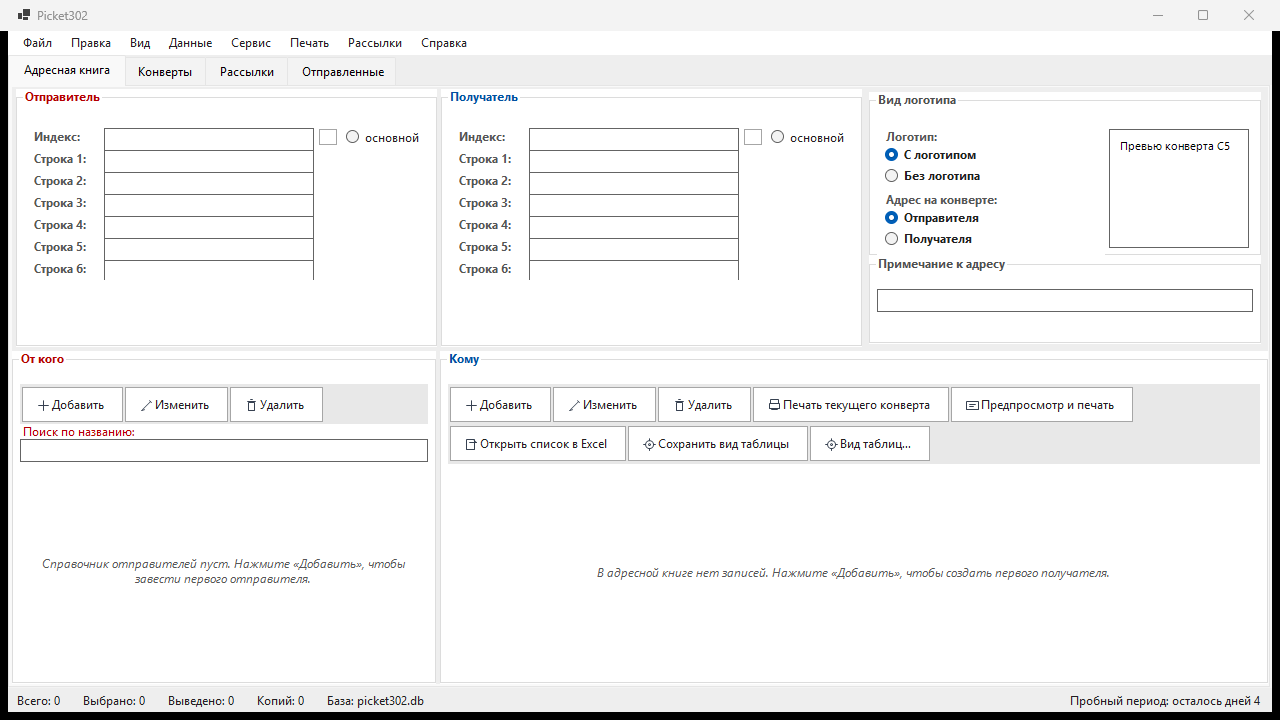 Picket302
Файл Правка Вид Данные Сервис Печать Рассылки Справка
Адресная книга Конверты Рассылки Отправленные
Отправитель
Индекс: основной
Строка 1:
Строка 2:
Строка 3:
Строка 4:
Строка 5:
Строка 6:
Получатель
Индекс: основной
Строка 1:
Строка 2:
Строка 3:
Строка 4:
Строка 5:
Строка 6:
Вид логотипа
Логотип:
С логотипом
Без логотипа
Адрес на конверте:
Отправителя
Получателя
Превью конверта C5
Примечание к адресу
От кого
Добавить Изменить Удалить
Поиск по названию:
Справочник отправителей пуст. Нажмите «Добавить», чтобы
завести первого отправителя.
Кому
Добавить Изменить Удалить Печать текущего конверта Предпросмотр и печать
Открыть список в Excel Сохранить вид таблицы Вид таблиц...
В адресной книге нет записей. Нажмите «Добавить», чтобы создать первого получателя.
Всего: 0 Выбрано: 0 Выведено: 0 Копий: 0 База: picket302.db Пробный период: осталось дней 4